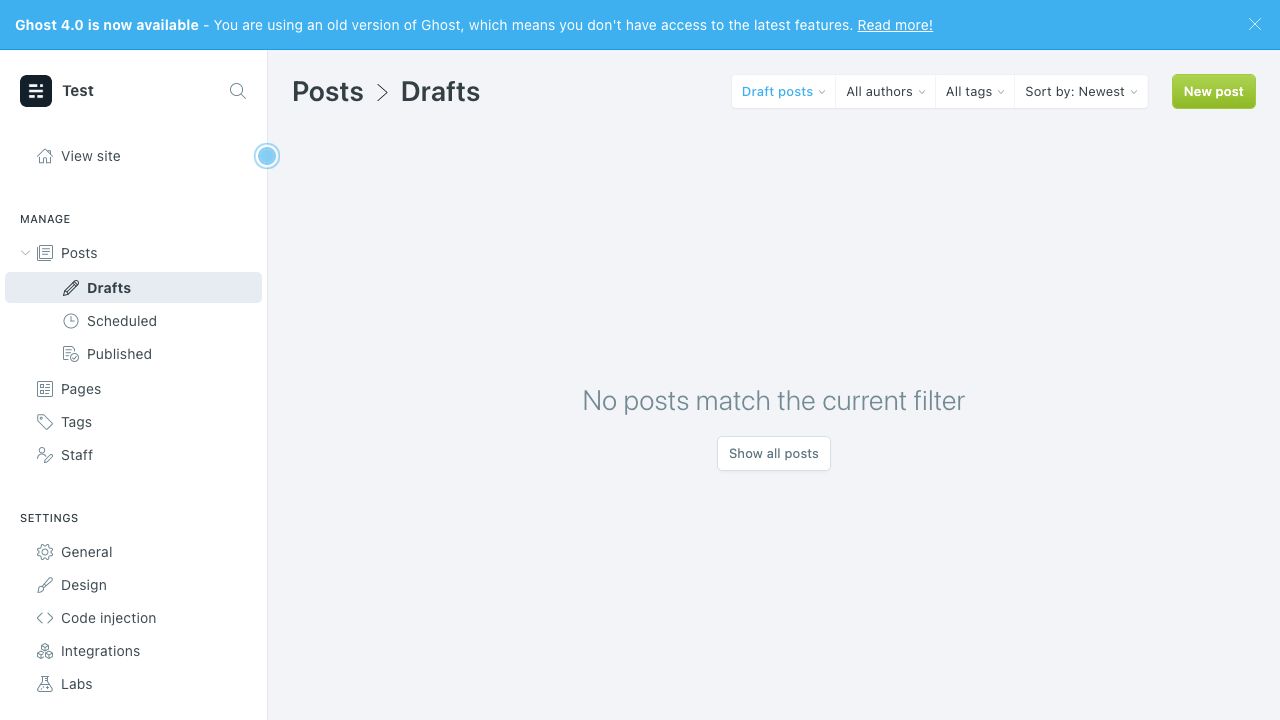 Ghost 4.0 is now available - You are using an old version of Ghost, which means you don't have access to the latest features. Read more!
Test
View site
MANAGE
Posts
Drafts
Scheduled
Published
Pages
Tags
Staff
SETTINGS
General
Design
Code injection
Integrations
Labs
Posts > Drafts
Draft posts
All authors
All tags
Sort by: Newest
New post
No posts match the current filter
Show all posts